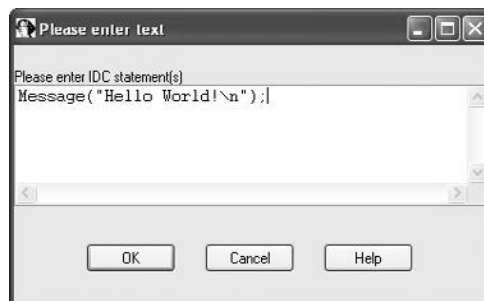 Please enter text
Please enter IDC statement(s)
Message("Hello World!\n");
OK Cancel Help